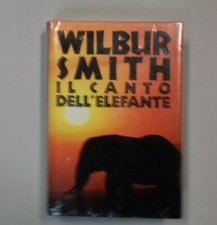 WILBUR
SMITH
IL CANTO
DELL'ELEFANTE